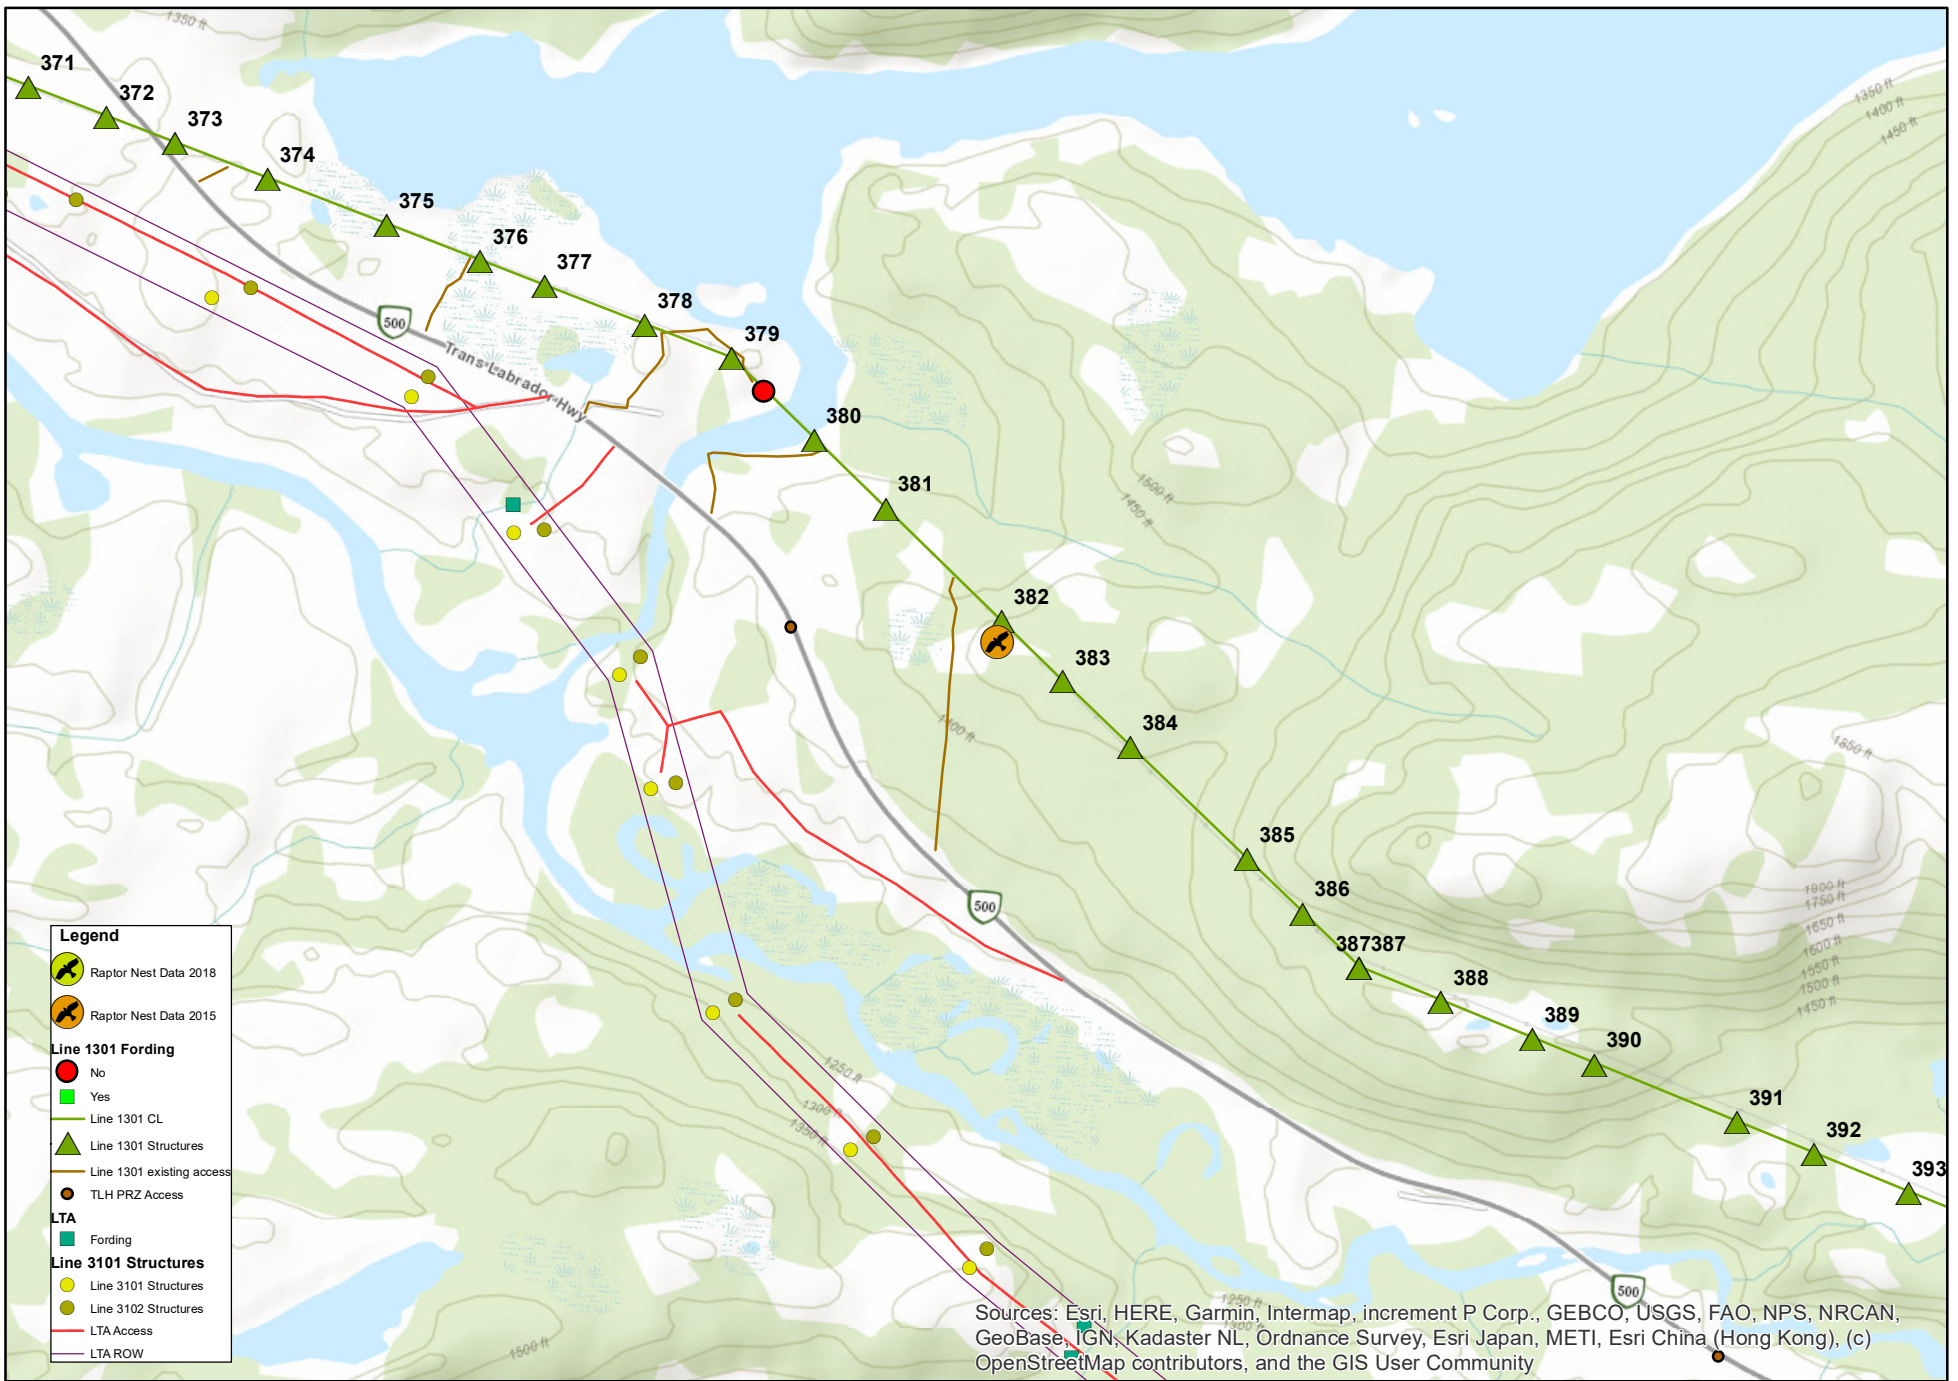 1350 ft
371
372
373
374
375
376
377
378
379
380
381
382
383
384
385
386
387387
388
389
390
391
392
393
1350 ft
1400 ft
1450 ft
500
Trans-Labrador-Hwy
1500 ft
1450 ft
1400 ft
1850 ft
1800 ft
1750 ft
1650 ft
1600 ft
1550 ft
1500 ft
1450 ft
500
1250 ft
1300 ft
1350 ft
1500 ft
500
1250 ft
1300 ft
Legend
Raptor Nest Data 2018
Raptor Nest Data 2015
Line 1301 Fording
No
Yes
Line 1301 CL
Line 1301 Structures
Line 1301 existing access
TLH PRZ Access
LTA
Fording
Line 3101 Structures
Line 3101 Structures
Line 3102 Structures
LTA Access
LTA ROW
Sources: Esri, HERE, Garmin, Intermap, increment P Corp., GEBCO, USGS, FAO, NPS, NRCAN,
GeoBase, IGN, Kadaster NL, Ordnance Survey, Esri Japan, METI, Esri China (Hong Kong), (c)
OpenStreetMap contributors, and the GIS User Community